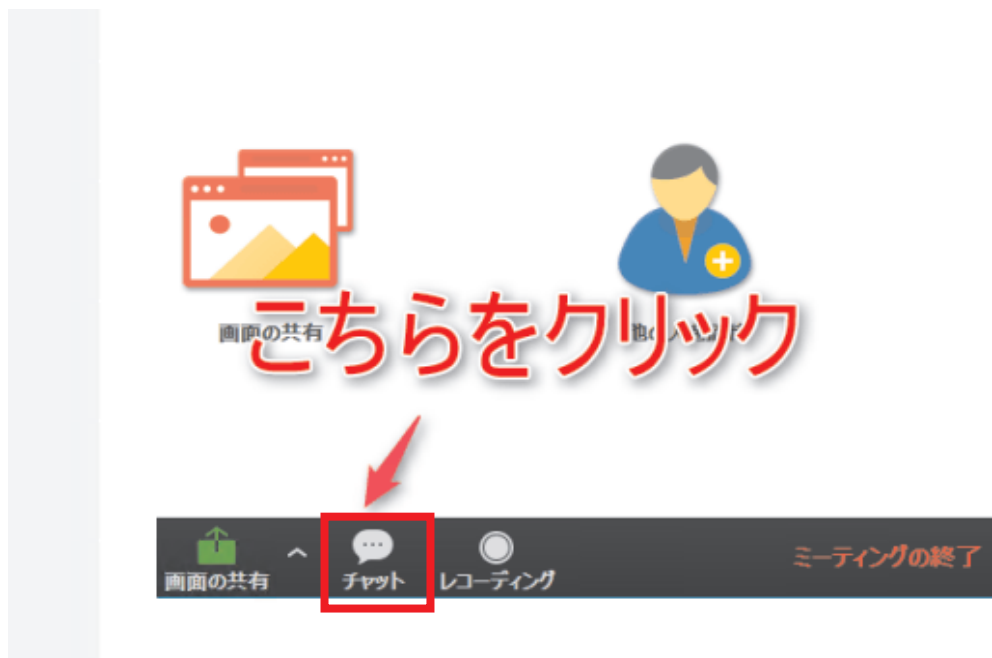 画面の共有
こちらをクリック
画面の共有
チャット
レコーディング
ミーティングの終了